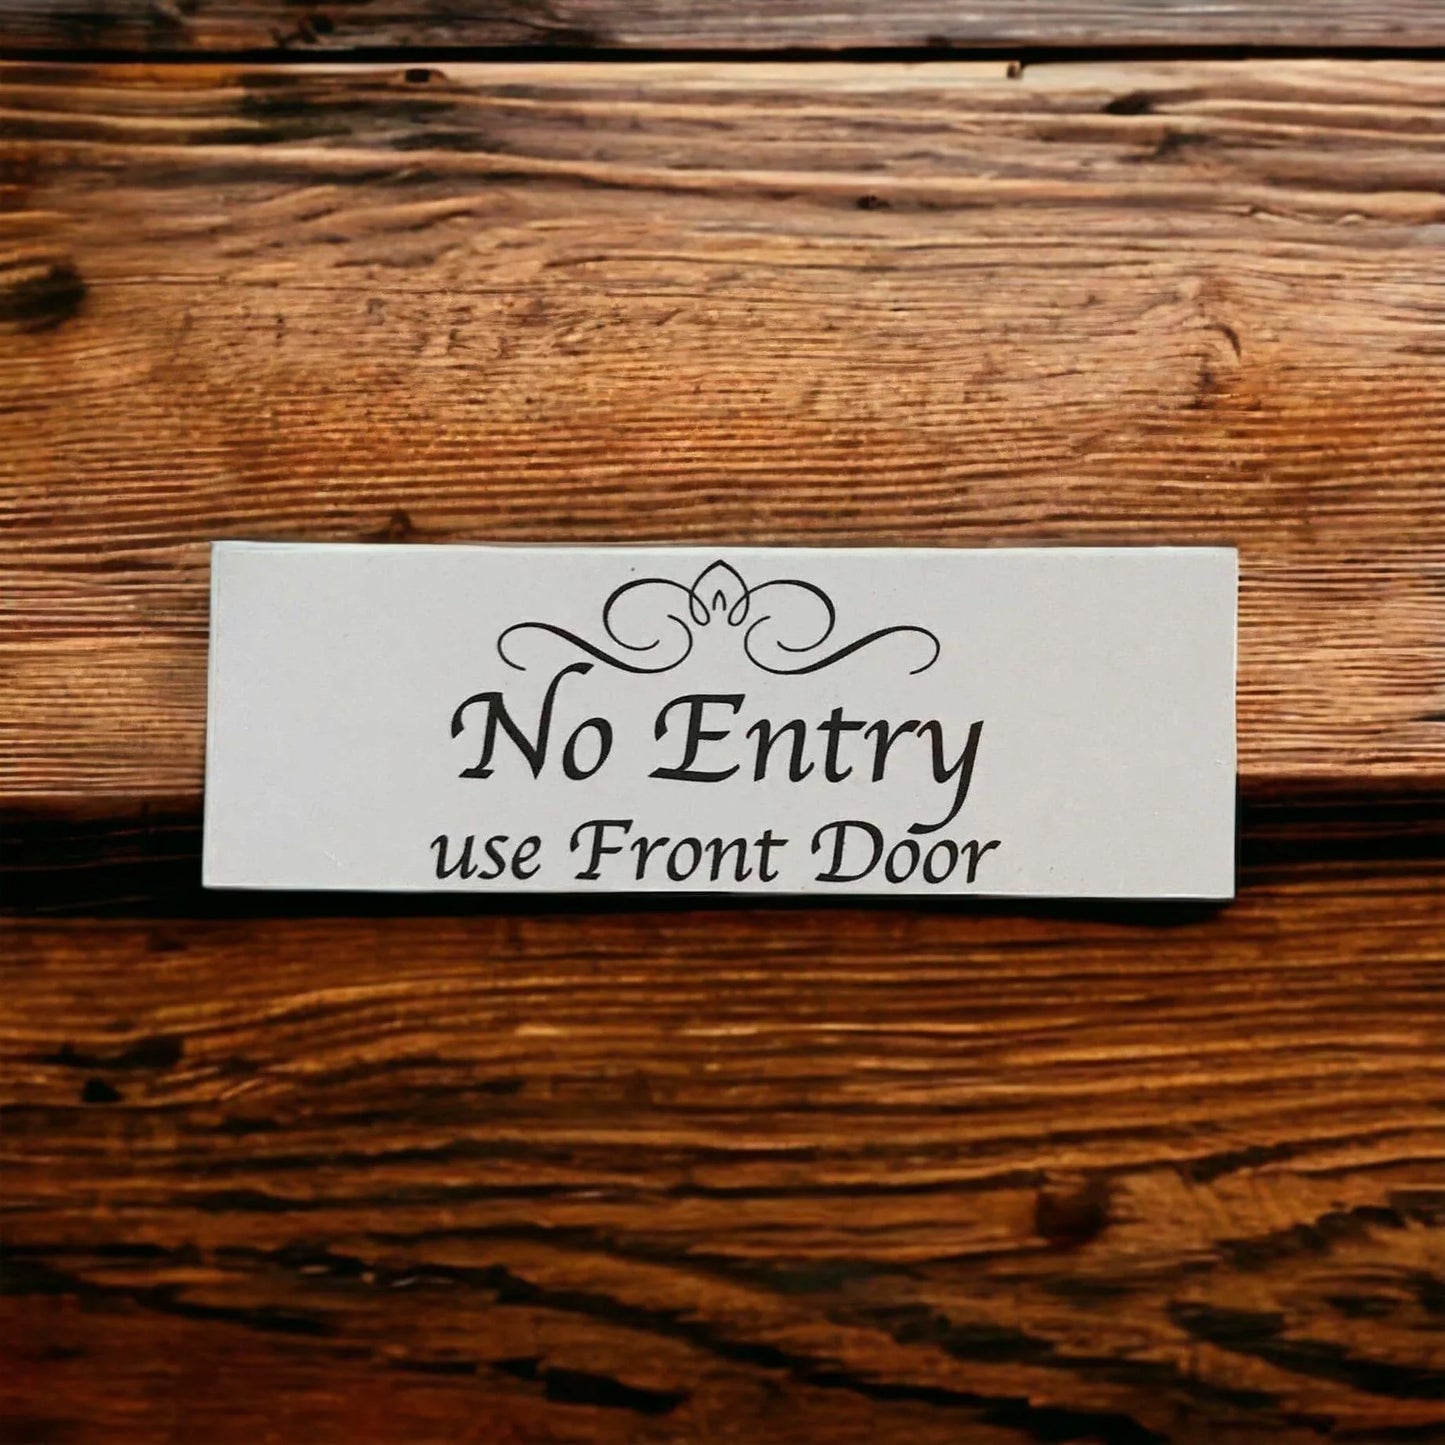 No Entry
use Front Door